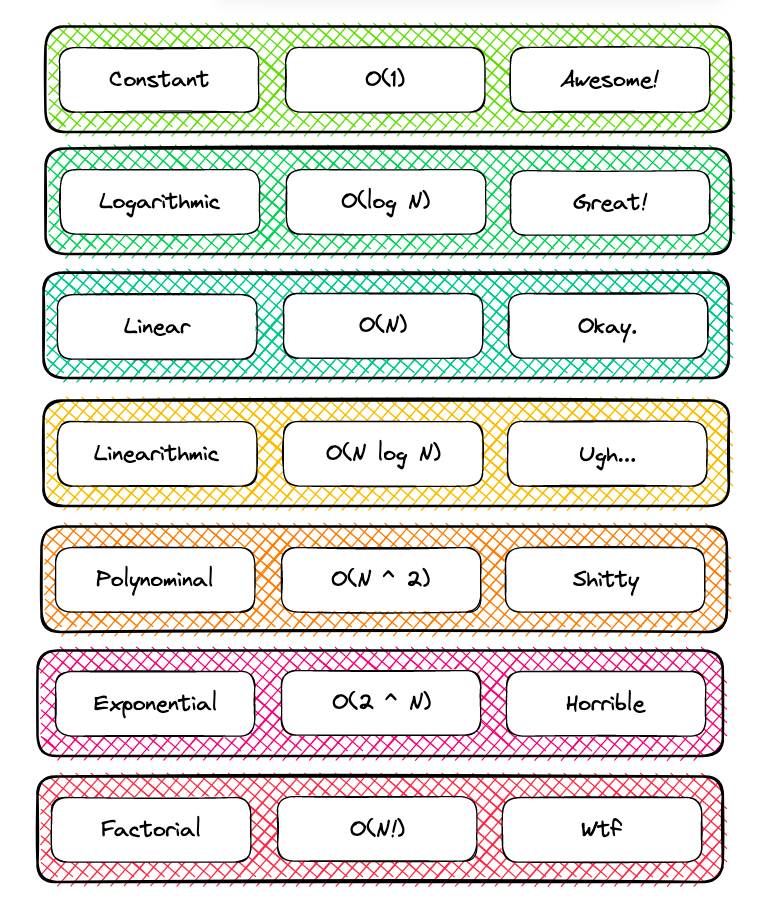 Constant O(1) Awesome!
Logarithmic O(log N) Great!
Linear O(N) Okay.
Linearithmic O(N log N) Ugh...
Polynominal O(N ^ 2) Shitty
Exponential O(2 ^ N) Horrible
Factorial O(N!) Wtf